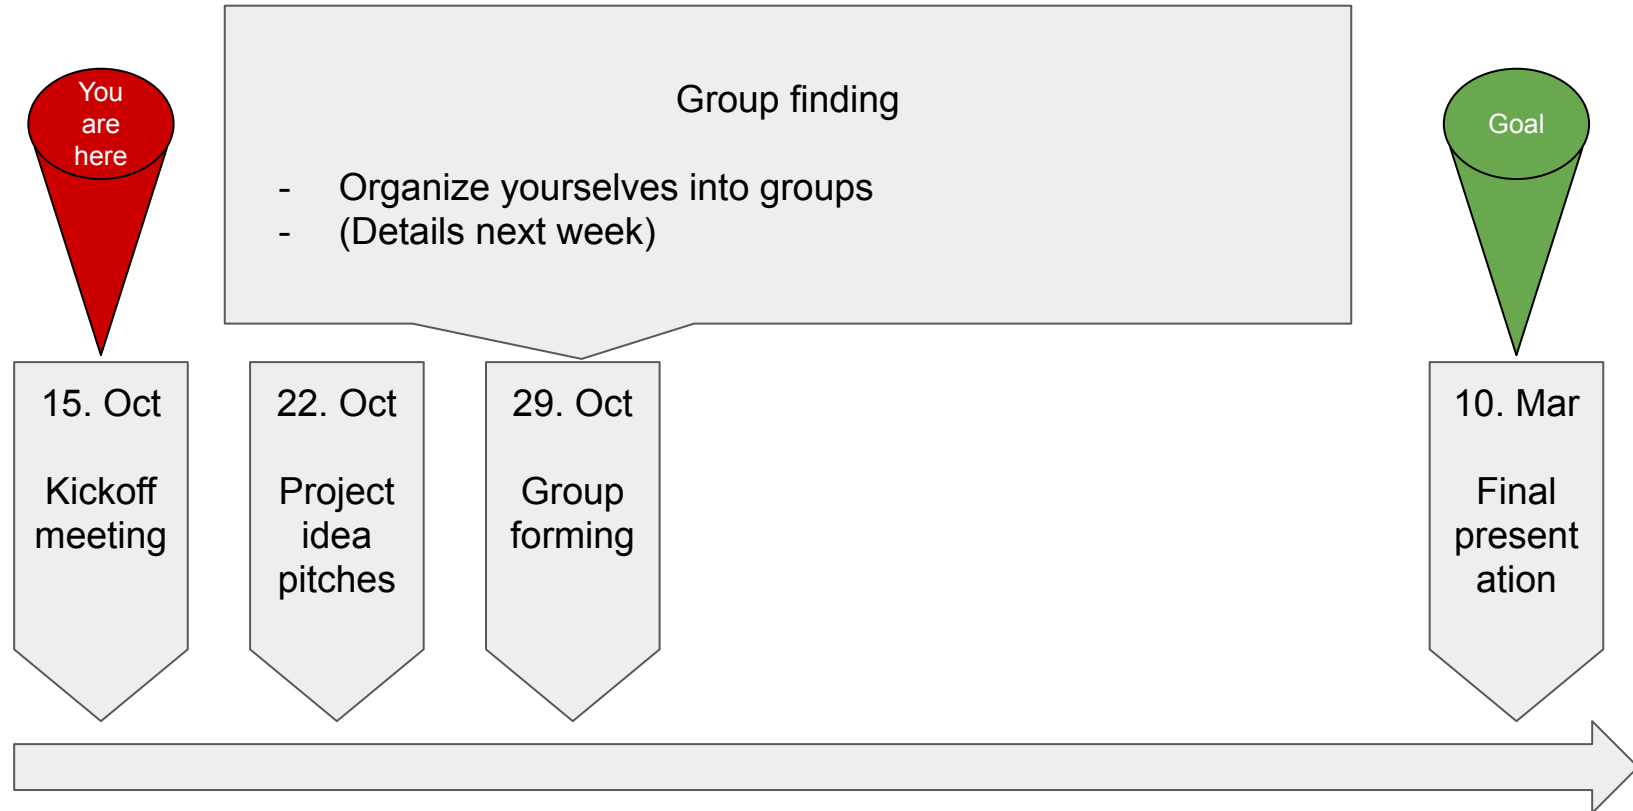 You
are
here
Group finding
- Organize yourselves into groups
- (Details next week)
Goal
15. Oct
Kickoff
meeting
22. Oct
Project
idea
pitches
29. Oct
Group
forming
10. Mar
Final
present
ation